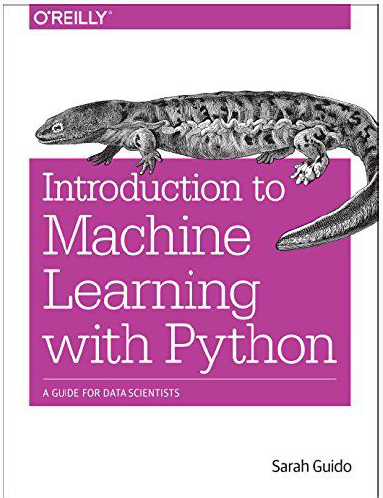 O'REILLY®
Introduction to
Machine
Learning
with Python
A GUIDE FOR DATA SCIENTISTS
Sarah Guido